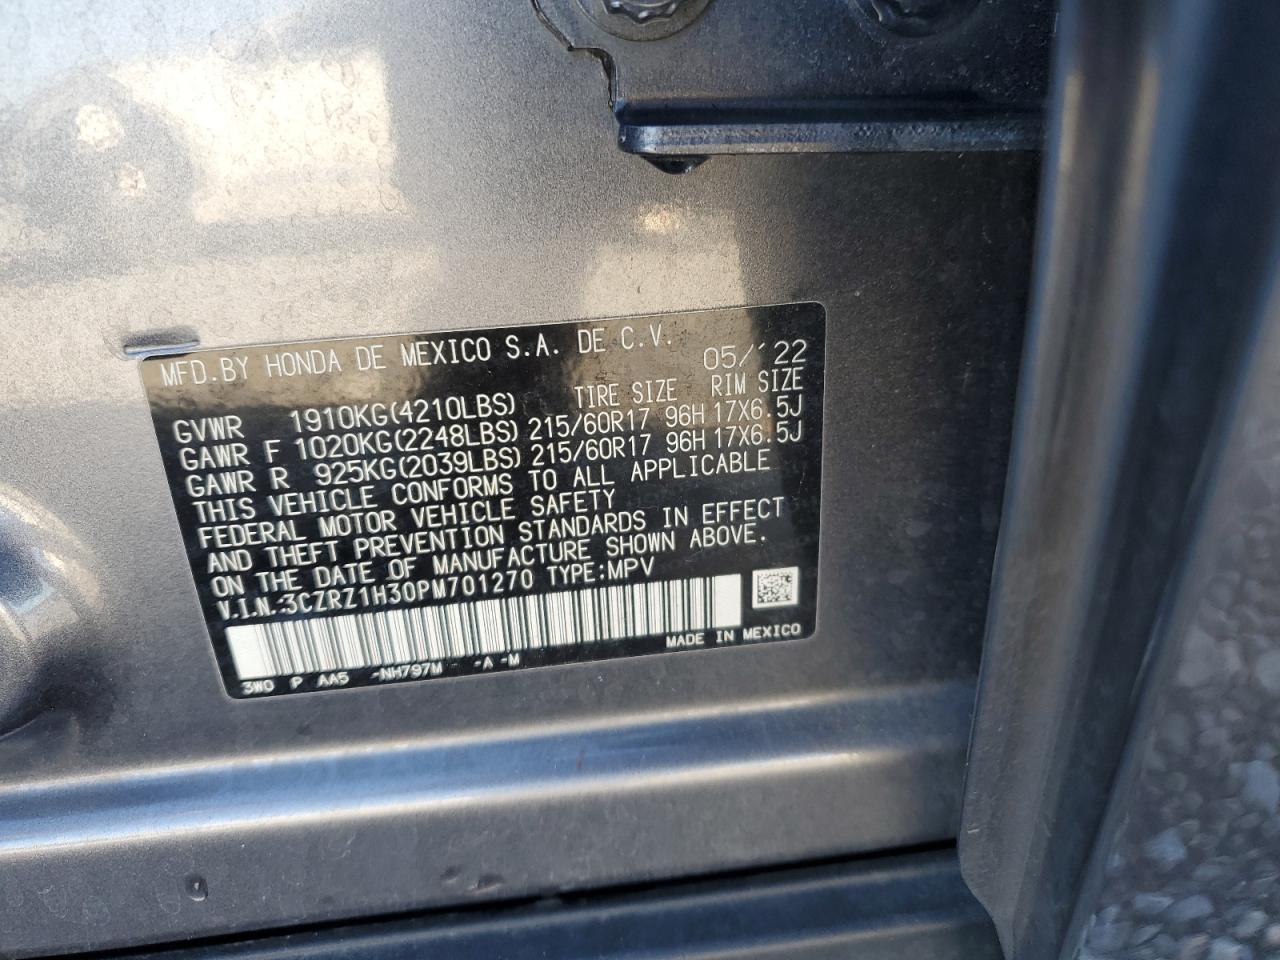 MFD.BY HONDA DE MEXICO S.A. DE C.V. 05/'22
GVWR 1910KG(4210LBS) TIRE SIZE RIM SIZE
GAWR F 1020KG(2248LBS) 215/60R17 96H 17X6.5J
GAWR R 925KG(2039LBS) 215/60R17 96H 17X6.5J
THIS VEHICLE CONFORMS TO ALL APPLICABLE
FEDERAL MOTOR VEHICLE SAFETY
AND THEFT PREVENTION STANDARDS IN EFFECT
ON THE DATE OF MANUFACTURE SHOWN ABOVE.
V.I.N.:3CZRZ1H30PM701270 TYPE:MPV
MADE IN MEXICO
3WO P AA5 -NH797M -A -M